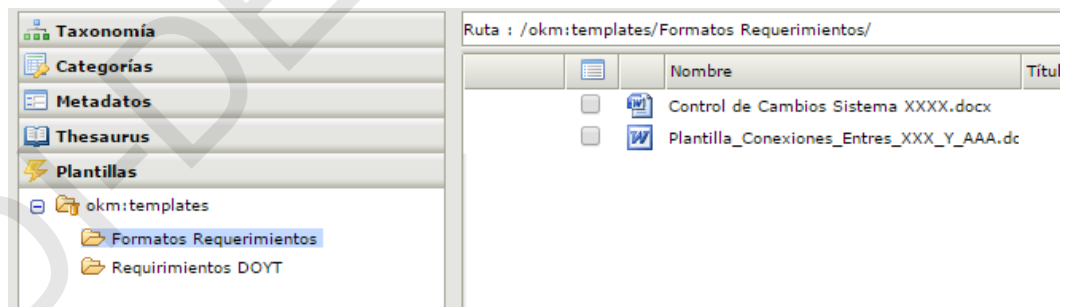 Taxonomía
Categorías
Metadatos
Thesaurus
Plantillas
okm:templates
Formatos Requerimientos
Requirimientos DOYT
Ruta : /okm:templates/Formatos Requerimientos/
Nombre Títul
Control de Cambios Sistema XXXX.docx
Plantilla_Conexiones_Entres_XXX_Y_AAA.dc